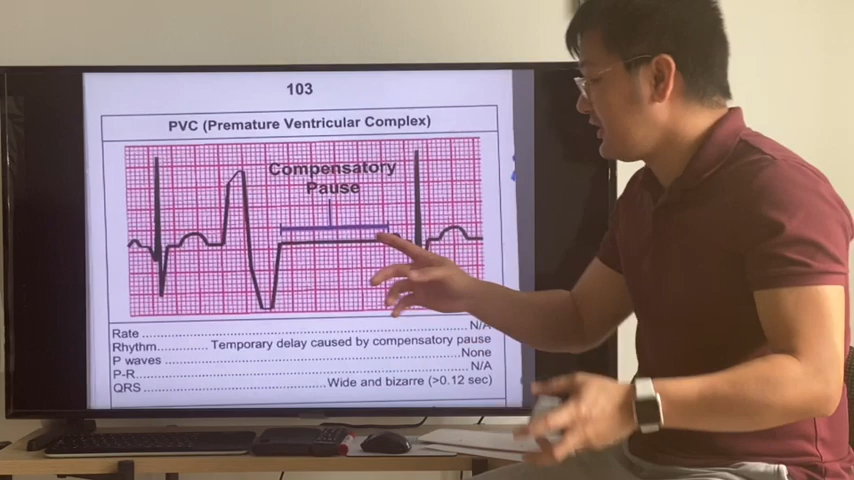 103
PVC (Premature Ventricular Complex)
Compensatory
Pause
Rate ... N/A
Rhythm... Temporary delay caused by compensatory pause
P waves ... None
P-R... N/A
QRS ... Wide and bizarre (>0.12 sec)